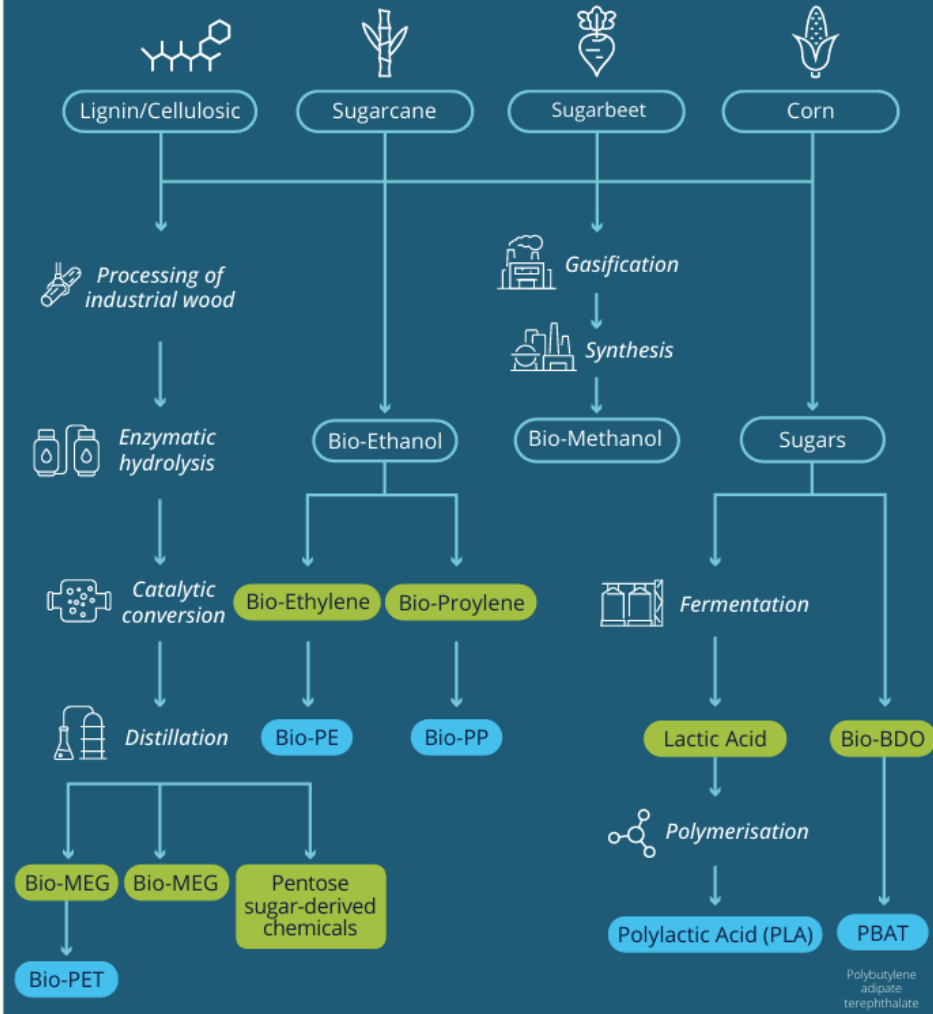 Lignin/Cellulosic
Sugarcane
Sugarbeet
Corn
Processing of
industrial wood
Gasification
Synthesis
Enzymatic
hydrolysis
Bio-Ethanol
Bio-Methanol
Sugars
Catalytic
conversion
Bio-Ethylene
Bio-Proylene
Fermentation
Distillation
Bio-PE
Bio-PP
Lactic Acid
Bio-BDO
Polymerisation
Bio-MEG
Bio-MEG
Pentose
sugar-derived
chemicals
Polylactic Acid (PLA)
PBAT
Bio-PET
Polybutylene
adipate
terephthalate